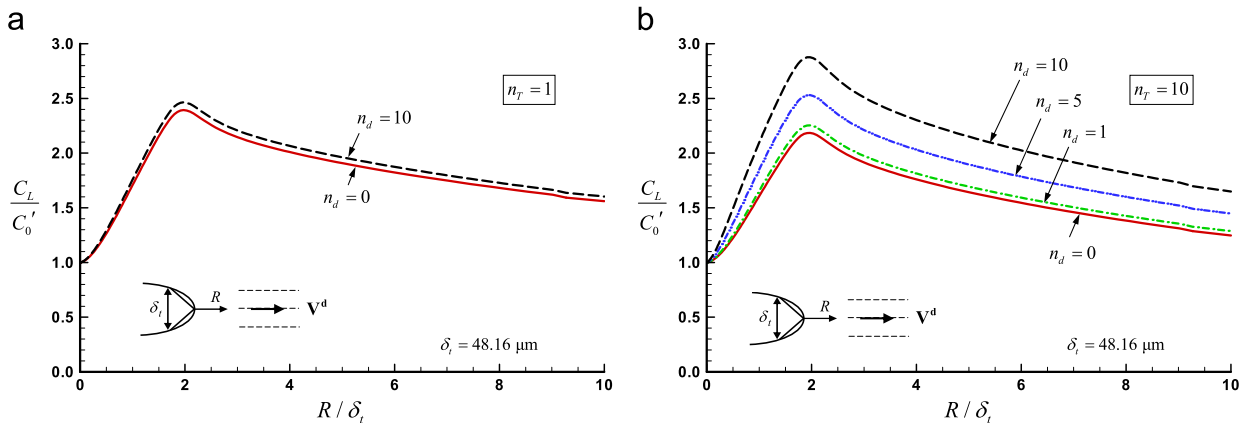 a
3.0
2.5
2.0
1.5
1.0
0.5
0.0
C_L / C_0'
n_T = 1
n_d = 10
n_d = 0
δ_t
R
V^d
δ_t = 48.16 μm
0 2 4 6 8 10
R / δ_t
b
3.0
2.5
2.0
1.5
1.0
0.5
0.0
C_L / C_0'
n_d = 10
n_d = 5
n_d = 1
n_T = 10
n_d = 0
δ_t
R
V^d
δ_t = 48.16 μm
0 2 4 6 8 10
R / δ_t